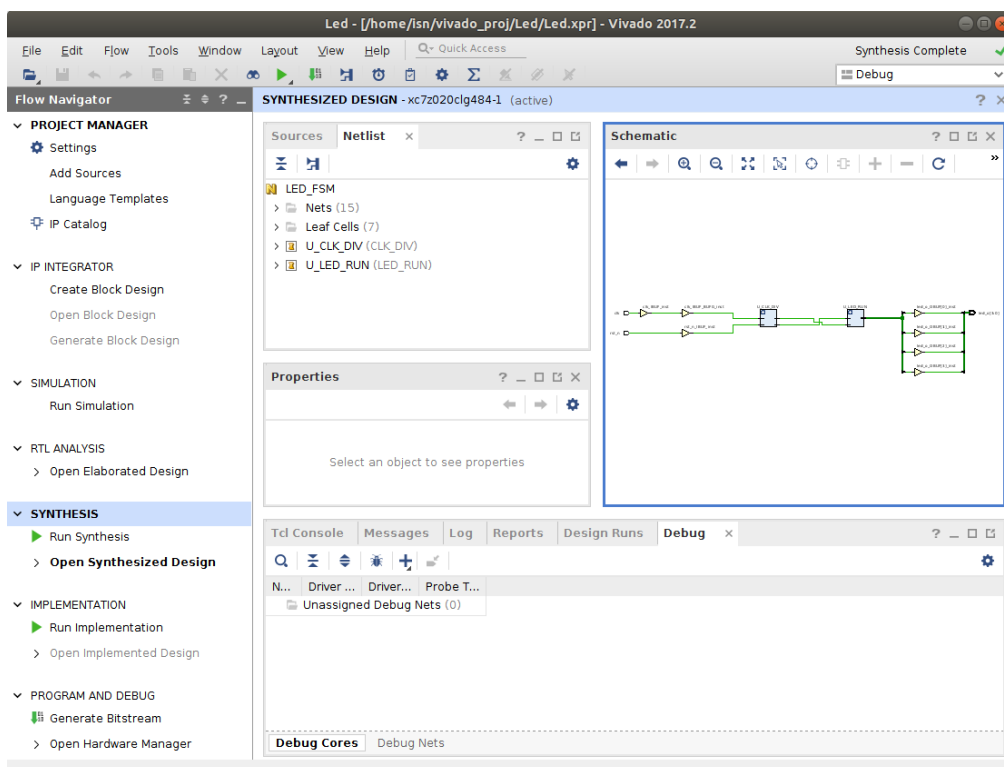 Led - [/home/isn/vivado_proj/Led/Led.xpr] - Vivado 2017.2
File Edit Flow Tools Window Layout View Help Quick Access Synthesis Complete
Debug
Flow Navigator
PROJECT MANAGER
Settings
Add Sources
Language Templates
IP Catalog
IP INTEGRATOR
Create Block Design
Open Block Design
Generate Block Design
SIMULATION
Run Simulation
RTL ANALYSIS
Open Elaborated Design
SYNTHESIS
Run Synthesis
Open Synthesized Design
IMPLEMENTATION
Run Implementation
Open Implemented Design
PROGRAM AND DEBUG
Generate Bitstream
Open Hardware Manager
SYNTHESIZED DESIGN - xc7z020clg484-1 (active)
Sources Netlist
LED_FSM
Nets (15)
Leaf Cells (7)
U_CLK_DIV (CLK_DIV)
U_LED_RUN (LED_RUN)
Properties
Select an object to see properties
Schematic
U_CLK_DIV
U_LED_RUN
Tcl Console Messages Log Reports Design Runs Debug
N... Driver ... Driver... Probe T...
Unassigned Debug Nets (0)
Debug Cores Debug Nets